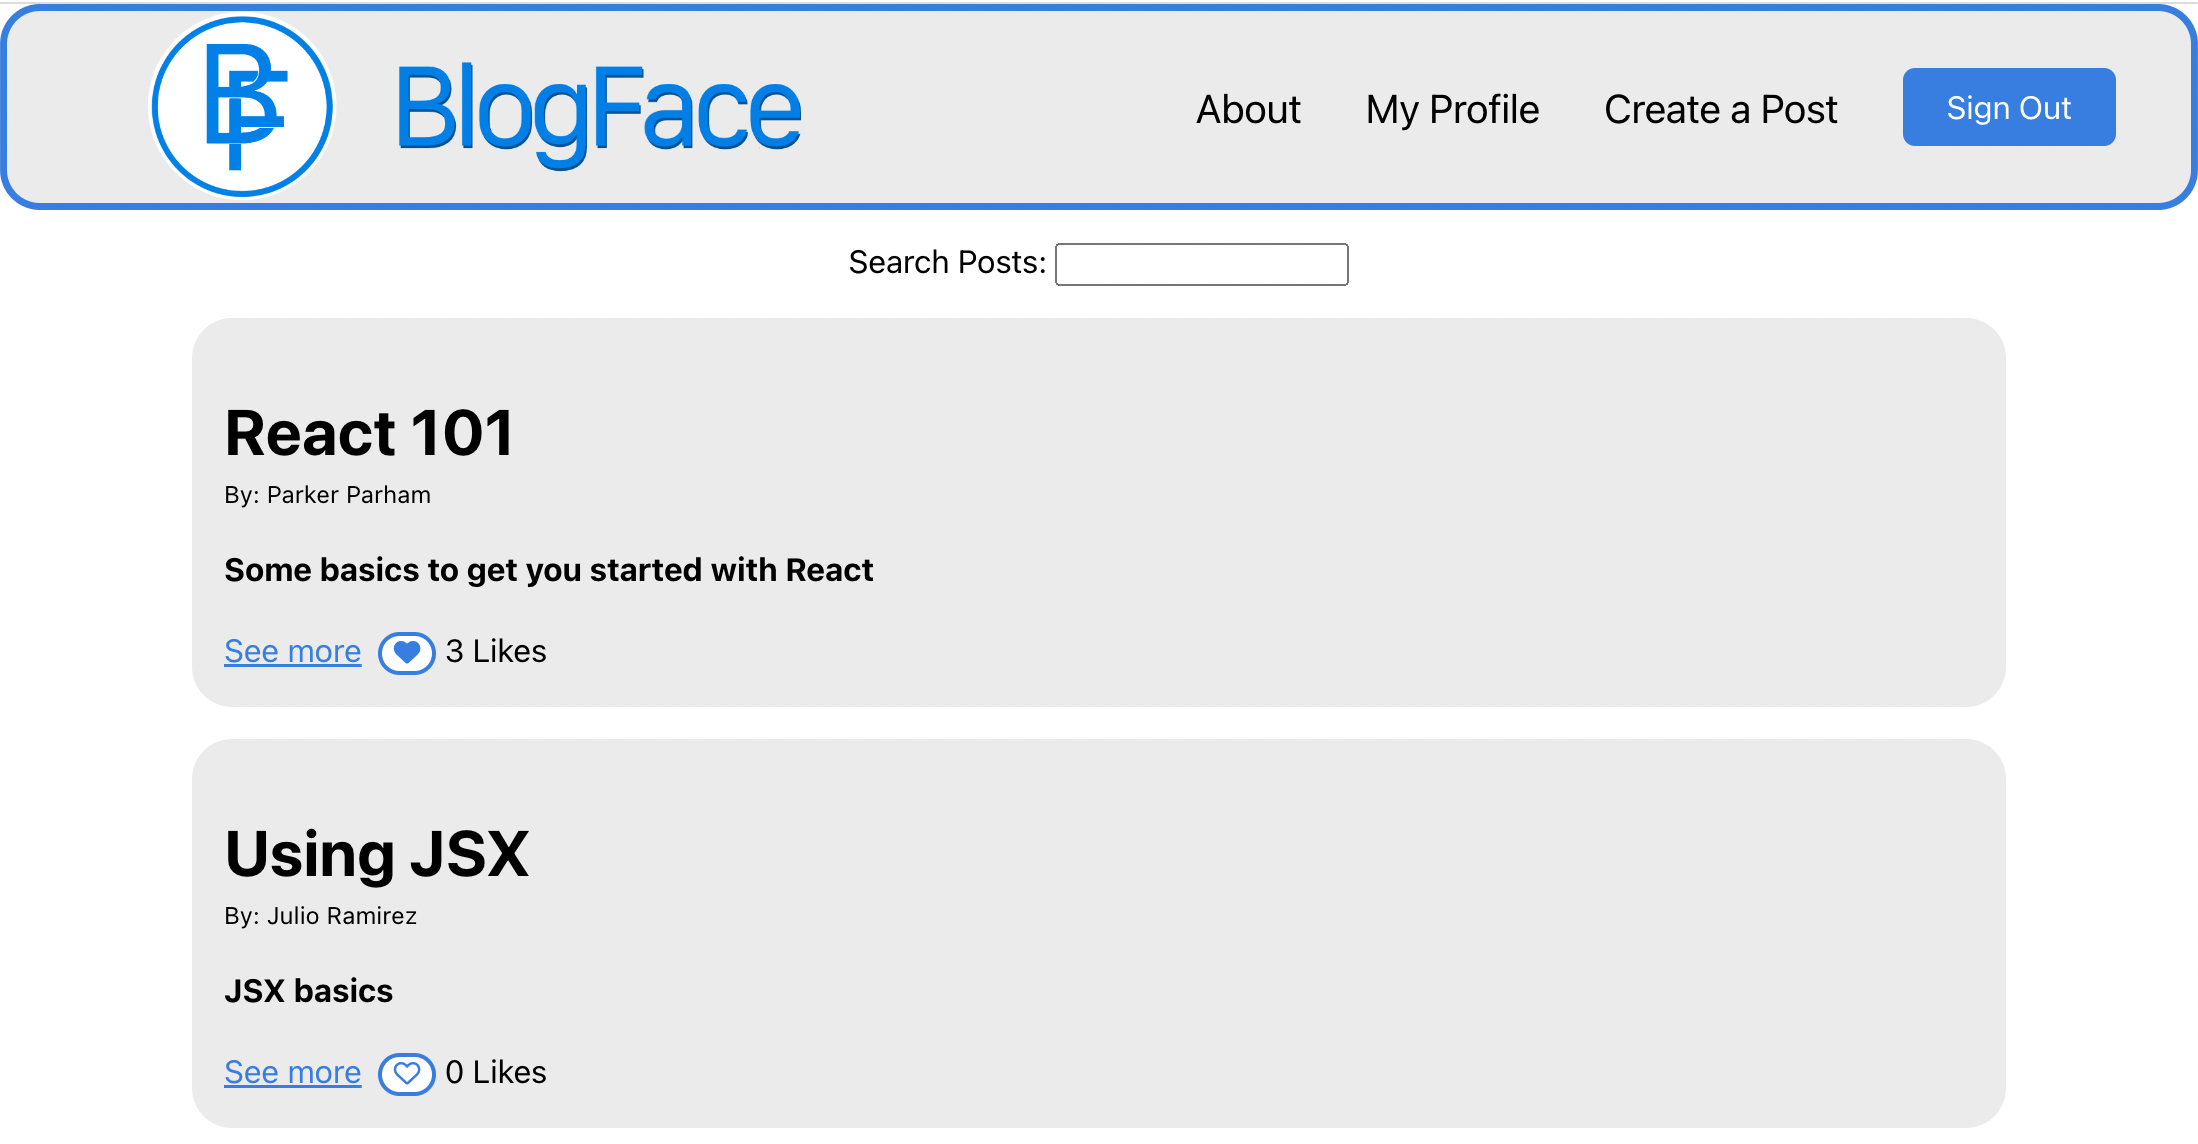 BF BlogFace About My Profile Create a Post Sign Out
Search Posts:
React 101
By: Parker Parham
Some basics to get you started with React
See more 3 Likes
Using JSX
By: Julio Ramirez
JSX basics
See more 0 Likes